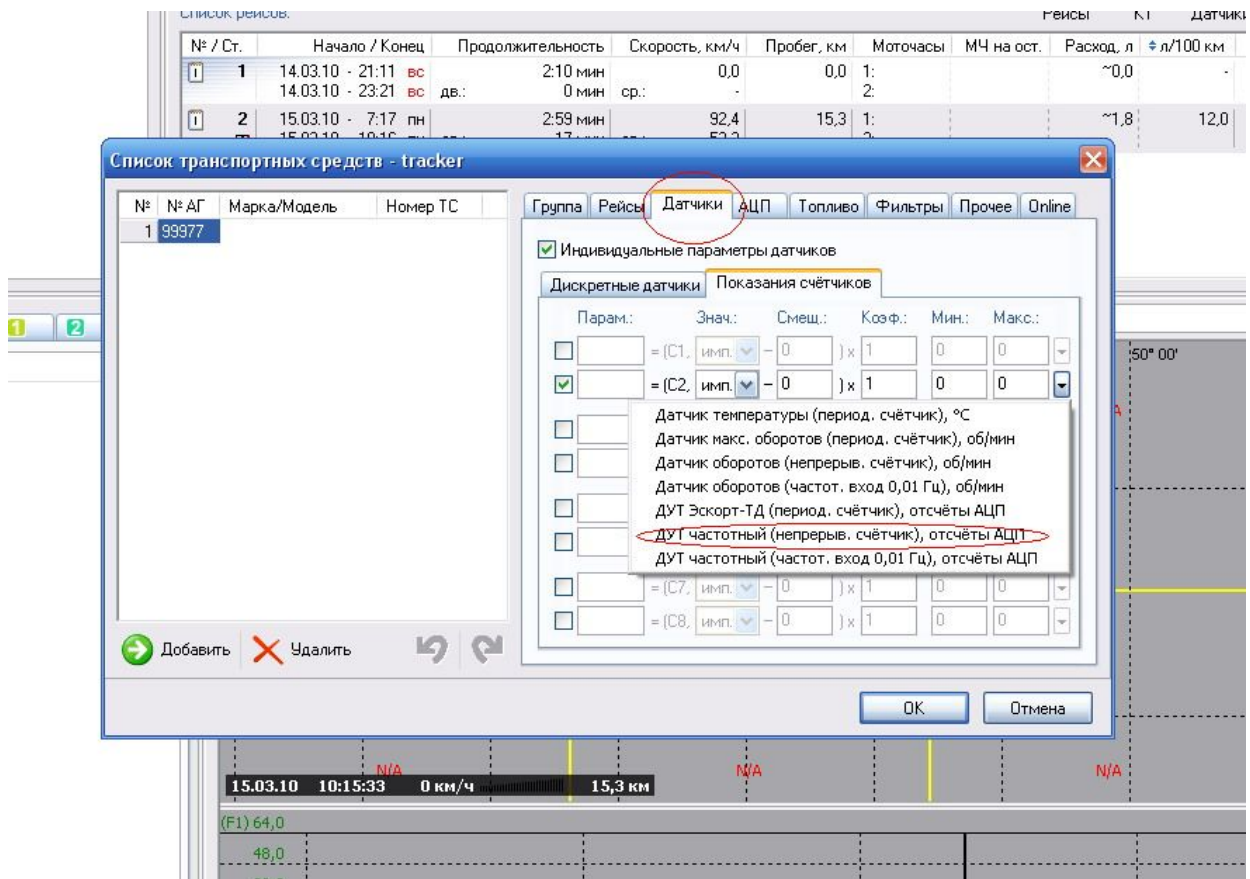 Список рейсов:
Рейсы КТ Датчики
№ / Ст. Начало / Конец Продолжительность Скорость, км/ч Пробег, км Моточасы МЧ на ост. Расход, л л/100 км
1 14.03.10 - 21:11 вс 2:10 мин 0,0 0,0 1: ~0,0 -
14.03.10 - 23:21 вс дв.: 0 мин ср.: - 2:
2 15.03.10 - 7:17 пн 2:59 мин 92,4 15,3 1: ~1,8 12,0
15.03.10 - 10:16 пн
Список транспортных средств - tracker
№ № АГ Марка/Модель Номер ТС
1 99977
Группа Рейсы Датчики АЦП Топливо Фильтры Прочее Online
Индивидуальные параметры датчиков
Дискретные датчики Показания счётчиков
Парам.: Знач.: Смещ.: Коэф.: Мин.: Макс.:
= (C1, имп. – 0 ) x 1 0 0
= (C2, имп. – 0 ) x 1 0 0
Датчик температуры (период. счётчик), °C
Датчик макс. оборотов (период. счётчик), об/мин
Датчик оборотов (непрерыв. счётчик), об/мин
Датчик оборотов (частот. вход 0,01 Гц), об/мин
ДУТ Эскорт-ТД (период. счётчик), отсчёты АЦП
ДУТ частотный (непрерыв. счётчик), отсчёты АЦП
ДУТ частотный (частот. вход 0,01 Гц), отсчёты АЦП
= (C7, имп. – 0 ) x 1 0 0
= (C8, имп. – 0 ) x 1 0 0
Добавить Удалить
OK Отмена
1 2
50° 00'
N/A N/A N/A
15.03.10 10:15:33 0 км/ч 15,3 км
(F1) 64,0
48,0